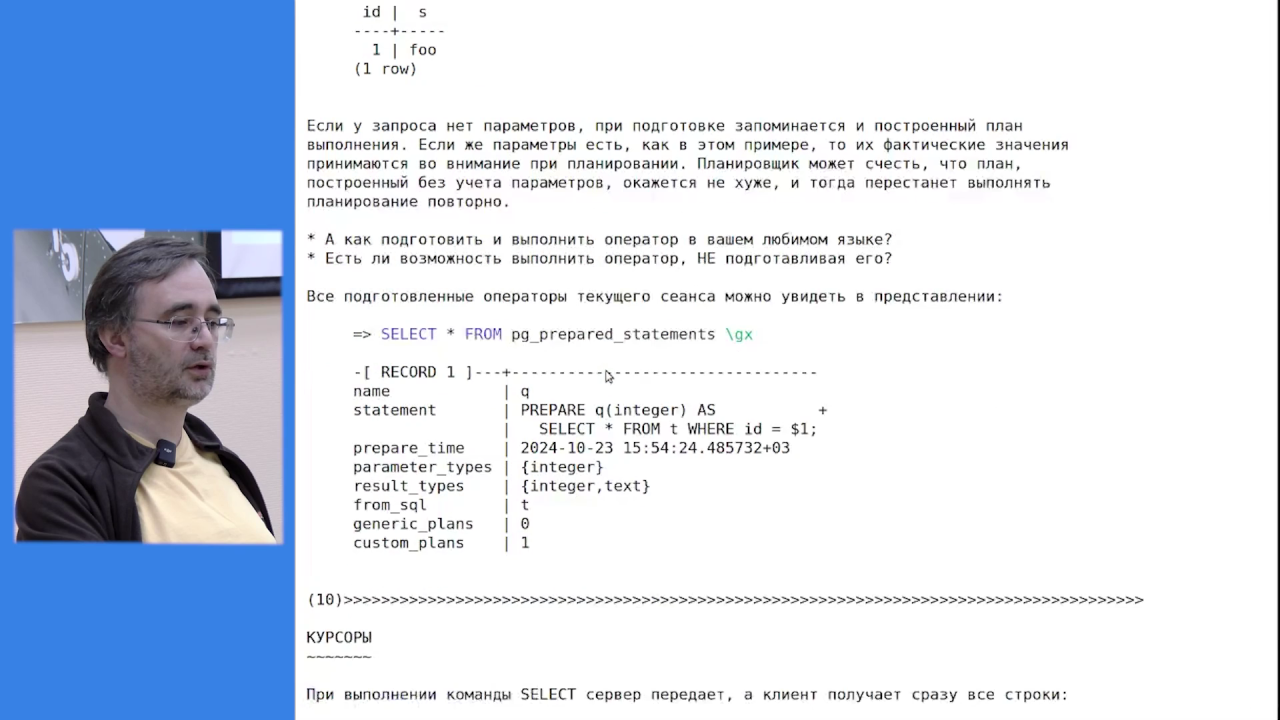 id | s
----+-----
1 | foo
(1 row)
Если у запроса нет параметров, при подготовке запоминается и построенный план
выполнения. Если же параметры есть, как в этом примере, то их фактические значения
принимаются во внимание при планировании. Планировщик может счесть, что план,
построенный без учета параметров, окажется не хуже, и тогда перестанет выполнять
планирование повторно.
* А как подготовить и выполнить оператор в вашем любимом языке?
* Есть ли возможность выполнить оператор, НЕ подготавливая его?
Все подготовленные операторы текущего сеанса можно увидеть в представлении:
=> SELECT * FROM pg_prepared_statements \gx
-[ RECORD 1 ]---+---------------------------------
name | q
statement | PREPARE q(integer) AS +
| SELECT * FROM t WHERE id = $1;
prepare_time | 2024-10-23 15:54:24.485732+03
parameter_types | {integer}
result_types | {integer,text}
from_sql | t
generic_plans | 0
custom_plans | 1
(10)>>>>>>>>>>>>>>>>>>>>>>>>>>>>>>>>>>>>>>>>>>>>>>>>>>>>>>>>>>>>>>>>>>>>>>>>>>>>>>>>>>>>>>
КУРСОРЫ
~~~~~~~
При выполнении команды SELECT сервер передает, а клиент получает сразу все строки: